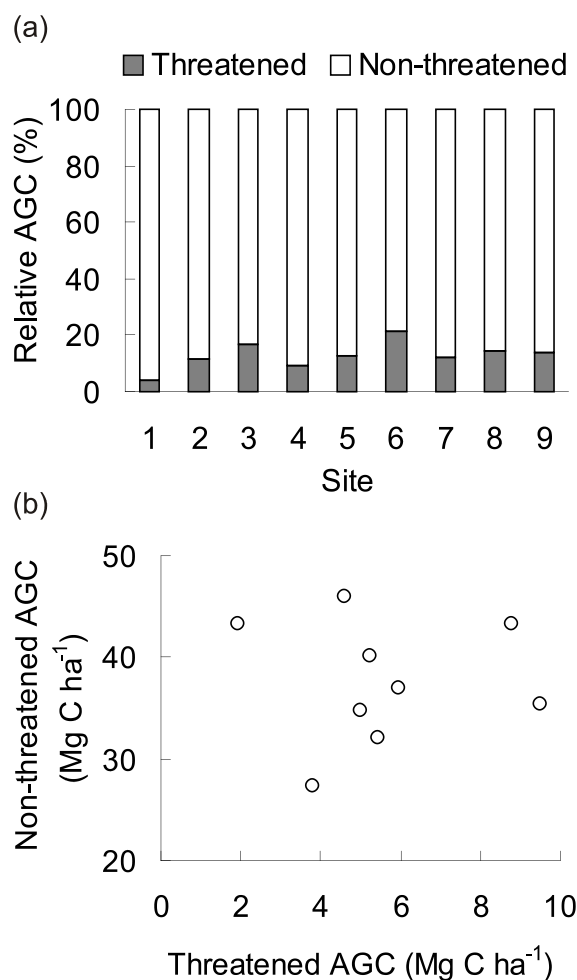 (a)
Threatened Non-threatened
Relative AGC (%)
100
80
60
40
20
0
1 2 3 4 5 6 7 8 9
Site
(b)
Non-threatened AGC
(Mg C ha⁻¹)
50
40
30
20
0 2 4 6 8 10
Threatened AGC (Mg C ha⁻¹)